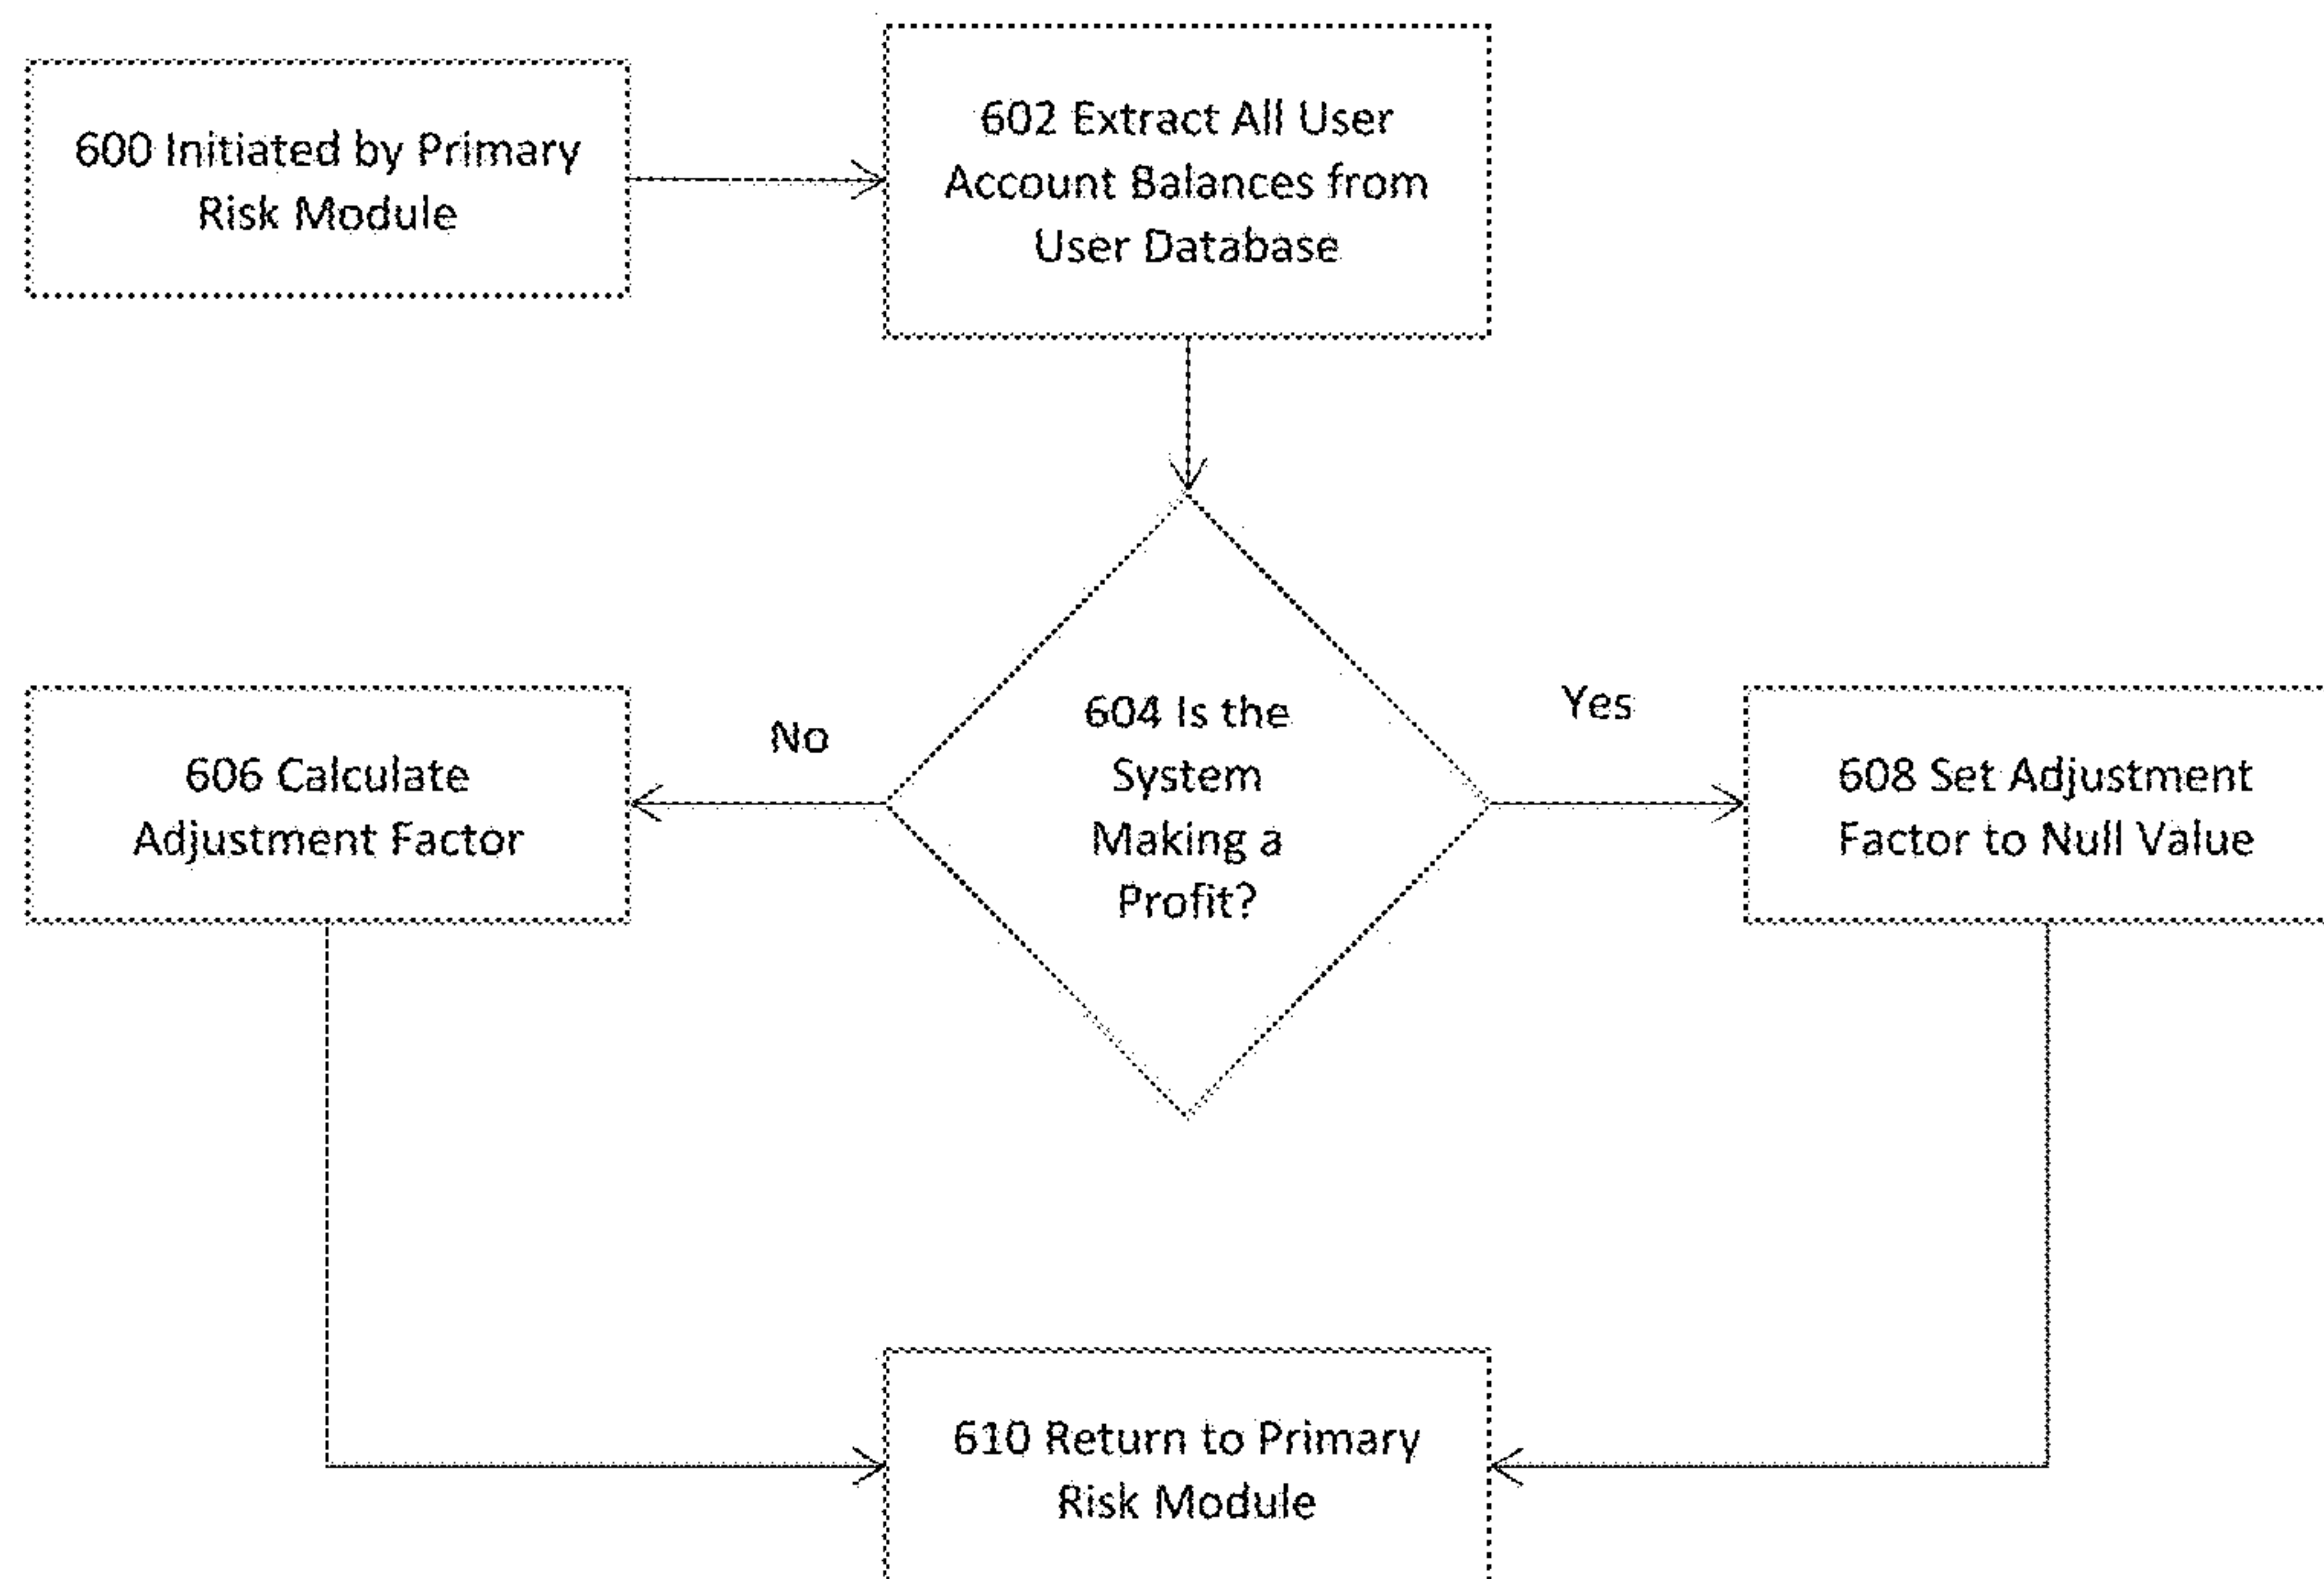 600 Initiated by Primary
Risk Module
602 Extract All User
Account Balances from
User Database
604 Is the
System
Making a
Profit?
No
Yes
606 Calculate
Adjustment Factor
608 Set Adjustment
Factor to Null Value
610 Return to Primary
Risk Module